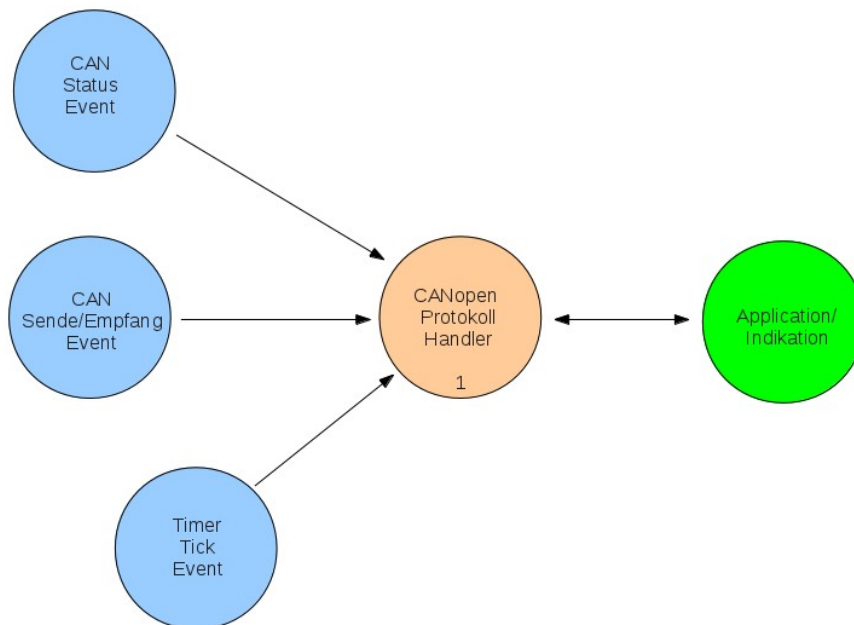 CAN
Status
Event
CAN
Sende/Empfang
Event
CANopen
Protokoll
Handler
1
Application/
Indikation
Timer
Tick
Event